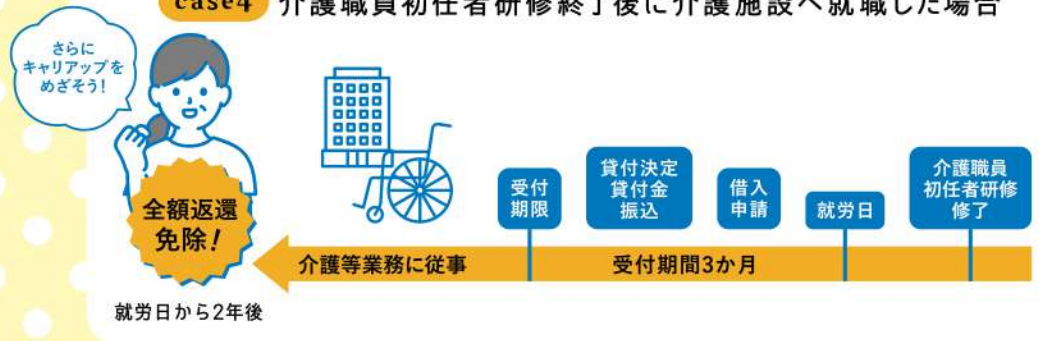 case4 介護職員初任者研修終了後に介護施設へ就職した場合
さらに
キャリアップを
めざそう!
全額返還
免除!
就労日から2年後
受付
期限
貸付決定
貸付金
振込
借入
申請
就労日
介護職員
初任者研修
修了
介護等業務に従事
受付期間3か月